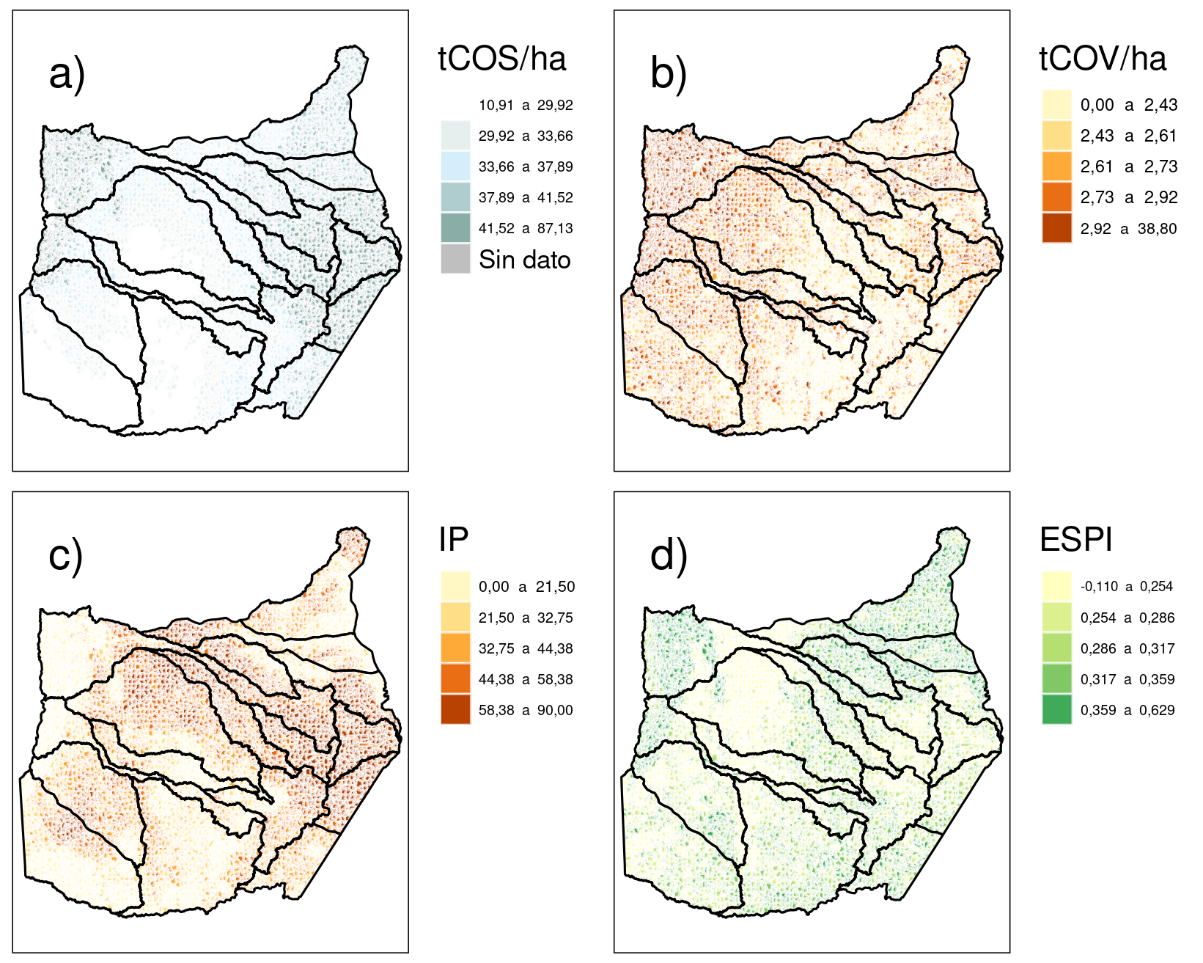 a)
tCOS/ha
10,91 a 29,92
29,92 a 33,66
33,66 a 37,89
37,89 a 41,52
41,52 a 87,13
Sin dato
b)
tCOV/ha
0,00 a 2,43
2,43 a 2,61
2,61 a 2,73
2,73 a 2,92
2,92 a 38,80
c)
IP
0,00 a 21,50
21,50 a 32,75
32,75 a 44,38
44,38 a 58,38
58,38 a 90,00
d)
ESPI
-0,110 a 0,254
0,254 a 0,286
0,286 a 0,317
0,317 a 0,359
0,359 a 0,629